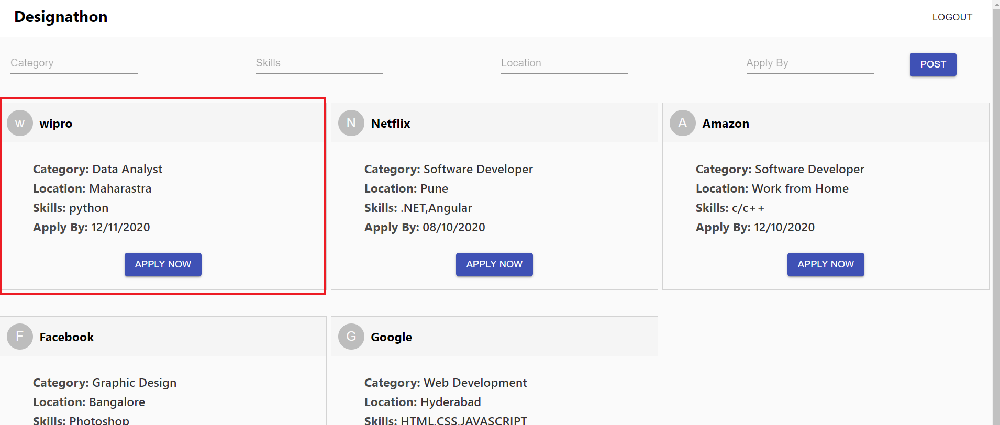 Designathon
LOGOUT
Category
Skills
Location
Apply By
POST
w
wipro
Category: Data Analyst
Location: Maharastra
Skills: python
Apply By: 12/11/2020
APPLY NOW
N
Netflix
Category: Software Developer
Location: Pune
Skills: .NET,Angular
Apply By: 08/10/2020
APPLY NOW
A
Amazon
Category: Software Developer
Location: Work from Home
Skills: c/c++
Apply By: 12/10/2020
APPLY NOW
F
Facebook
Category: Graphic Design
Location: Bangalore
Skills: Photoshop
G
Google
Category: Web Development
Location: Hyderabad
Skills: HTML,CSS,JAVASCRIPT